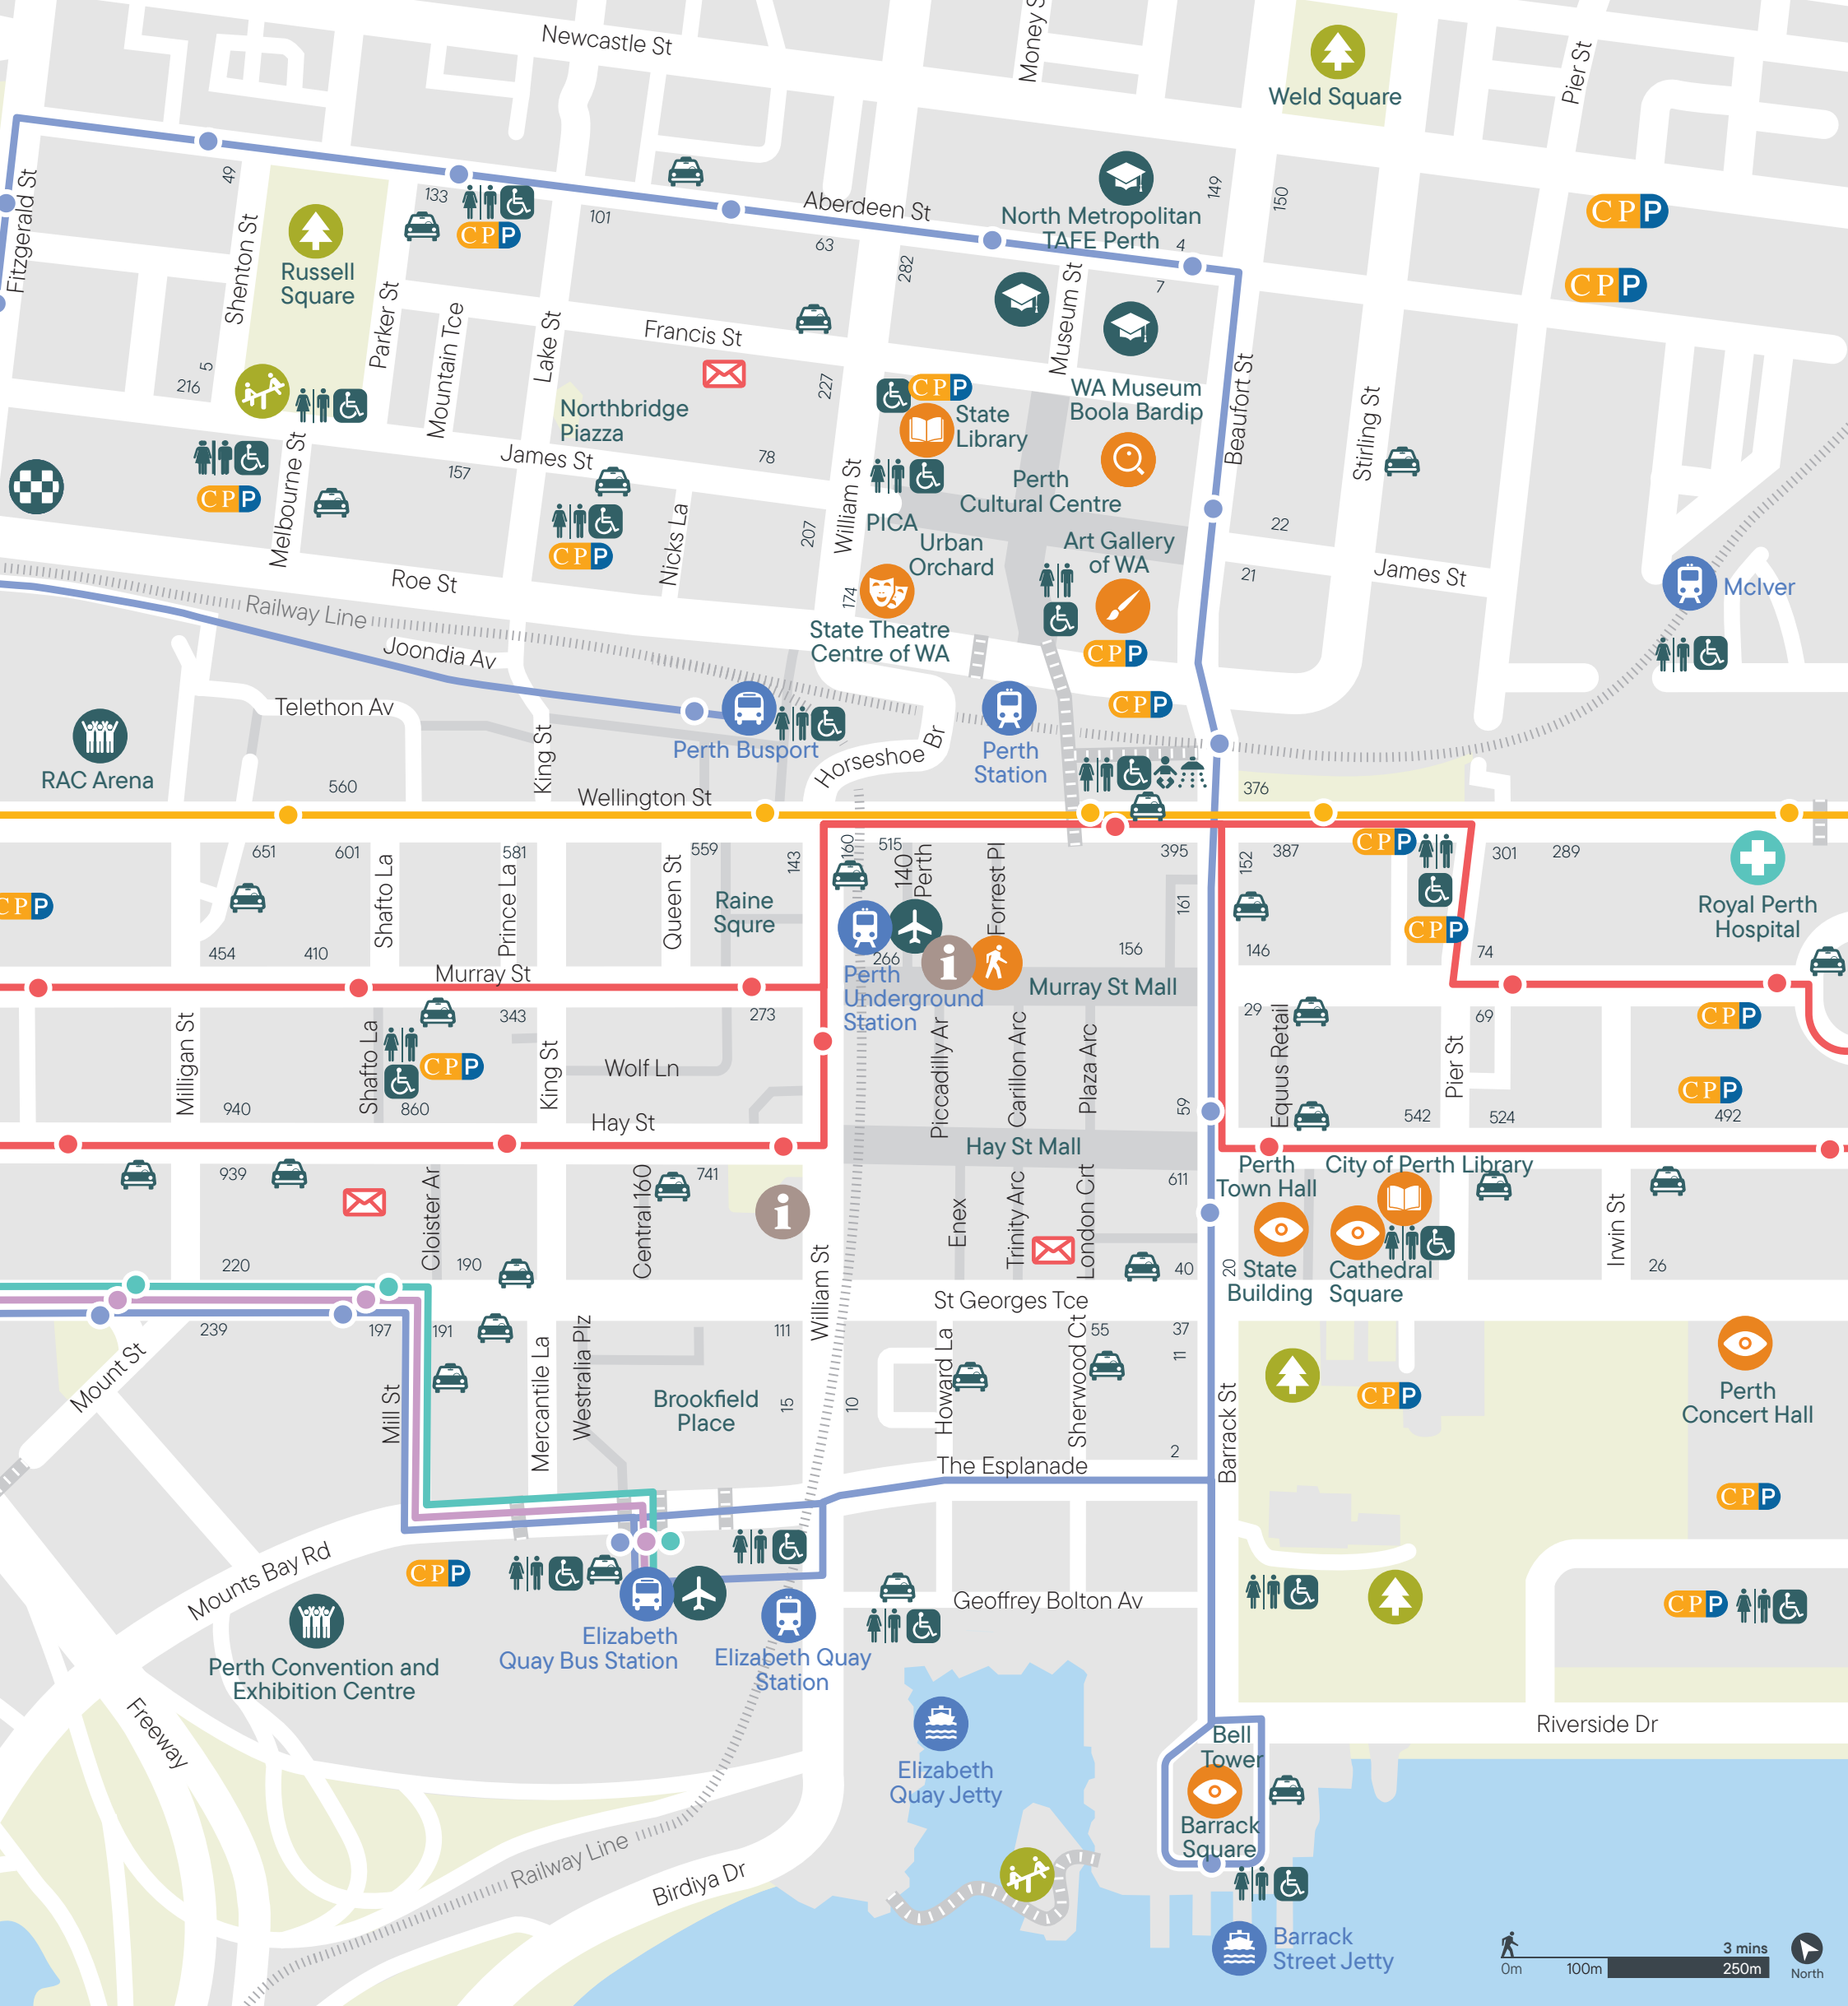 Newcastle St
Money S
Weld Square
Pier St
Fitzgerald St
49
Shenton St
Russell
Square
133
CPP
101
Aberdeen St
63
282
North Metropolitan
TAFE Perth
4
149
150
CPP
CPP
7
Museum St
Parker St
Mountain Tce
Lake St
Francis St
216
5
227
CPP
State
Library
WA Museum
Boola Bardip
Beaufort St
Stirling St
Northbridge
Piazza
James St
78
157
Melbourne St
CPP
CPP
Nicks La
207
William St
PICA
Perth
Cultural Centre
Urban
Orchard
Art Gallery
of WA
22
21
James St
McIver
Roe St
Railway Line
174
State Theatre
Centre of WA
CPP
CPP
Joondia Av
Telethon Av
RAC Arena
560
King St
Perth Busport
Horseshoe Br
Perth
Station
376
Wellington St
651
601
581
559
143
160
515
395
152
387
CPP
301
289
CPP
Shafto La
Prince La
Queen St
Raine
Squre
140
Perth
Forrest Pl
161
CPP
Royal Perth
Hospital
454
410
Murray St
266
Perth
Underground
Station
156
146
74
Murray St Mall
Milligan St
Shafto La
343
King St
273
CPP
Wolf Ln
Piccadilly Ar
Carillon Arc
Plaza Arc
29
Equus Retail
69
Pier St
CPP
CPP
940
860
Hay St
59
542
524
492
Hay St Mall
939
Cloister Ar
Central 160
741
Enex
Trinity Arc
London Crt
611
Perth
Town Hall
City of Perth Library
Irwin St
220
190
William St
40
20
State
Building
Cathedral
Square
26
St Georges Tce
239
197
191
111
55
37
11
Mount St
Mill St
Mercantile La
Westralia Plz
Brookfield
Place
15
10
Howard La
Sherwood Ct
2
Barrack St
CPP
Perth
Concert Hall
The Esplanade
CPP
Mounts Bay Rd
CPP
Perth Convention and
Exhibition Centre
Elizabeth
Quay Bus Station
Elizabeth Quay
Station
Geoffrey Bolton Av
CPP
Freeway
Railway Line
Birdiya Dr
Elizabeth
Quay Jetty
Bell
Tower
Barrack
Square
Riverside Dr
Barrack
Street Jetty
3 mins
0m
100m
250m
North